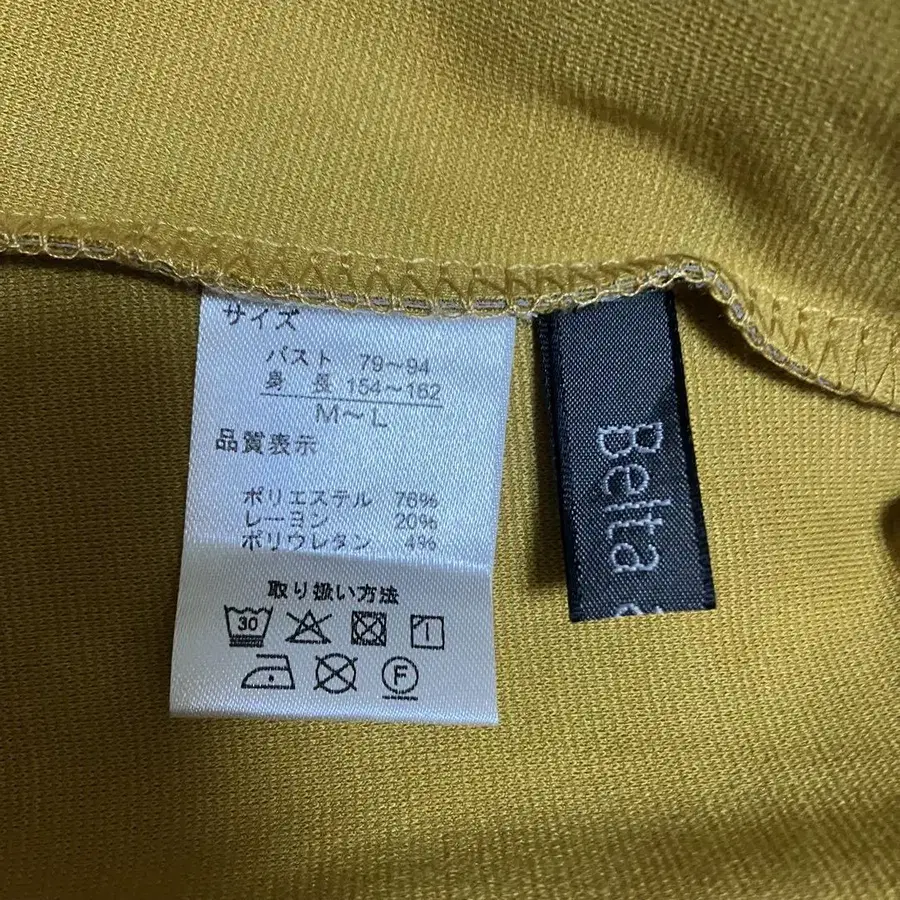 サイズ
バスト 79〜94
身 長 154〜162
M〜L
品質表示
ポリエステル 76%
レーヨン 20%
ポリウレタン 4%
取り扱い方法
30
F
Belta